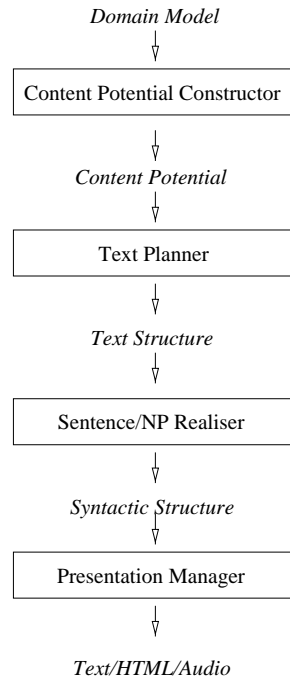 Domain Model
Content Potential Constructor
Content Potential
Text Planner
Text Structure
Sentence/NP Realiser
Syntactic Structure
Presentation Manager
Text/HTML/Audio